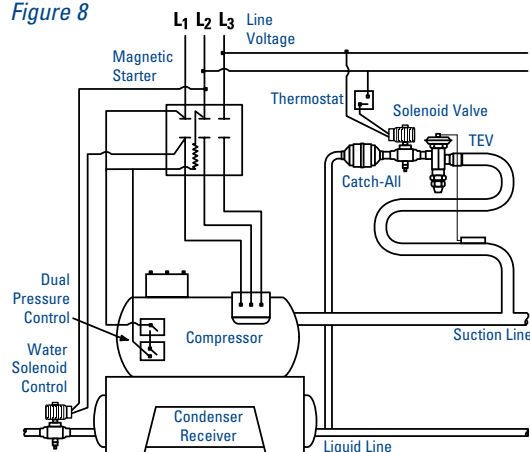 Figure 8
L1 L2 L3 Line
Voltage
Magnetic
Starter
Thermostat
Solenoid Valve
TEV
Catch-All
Dual
Pressure
Control
Compressor
Suction Line
Water
Solenoid
Control
Condenser
Receiver
Liquid Line